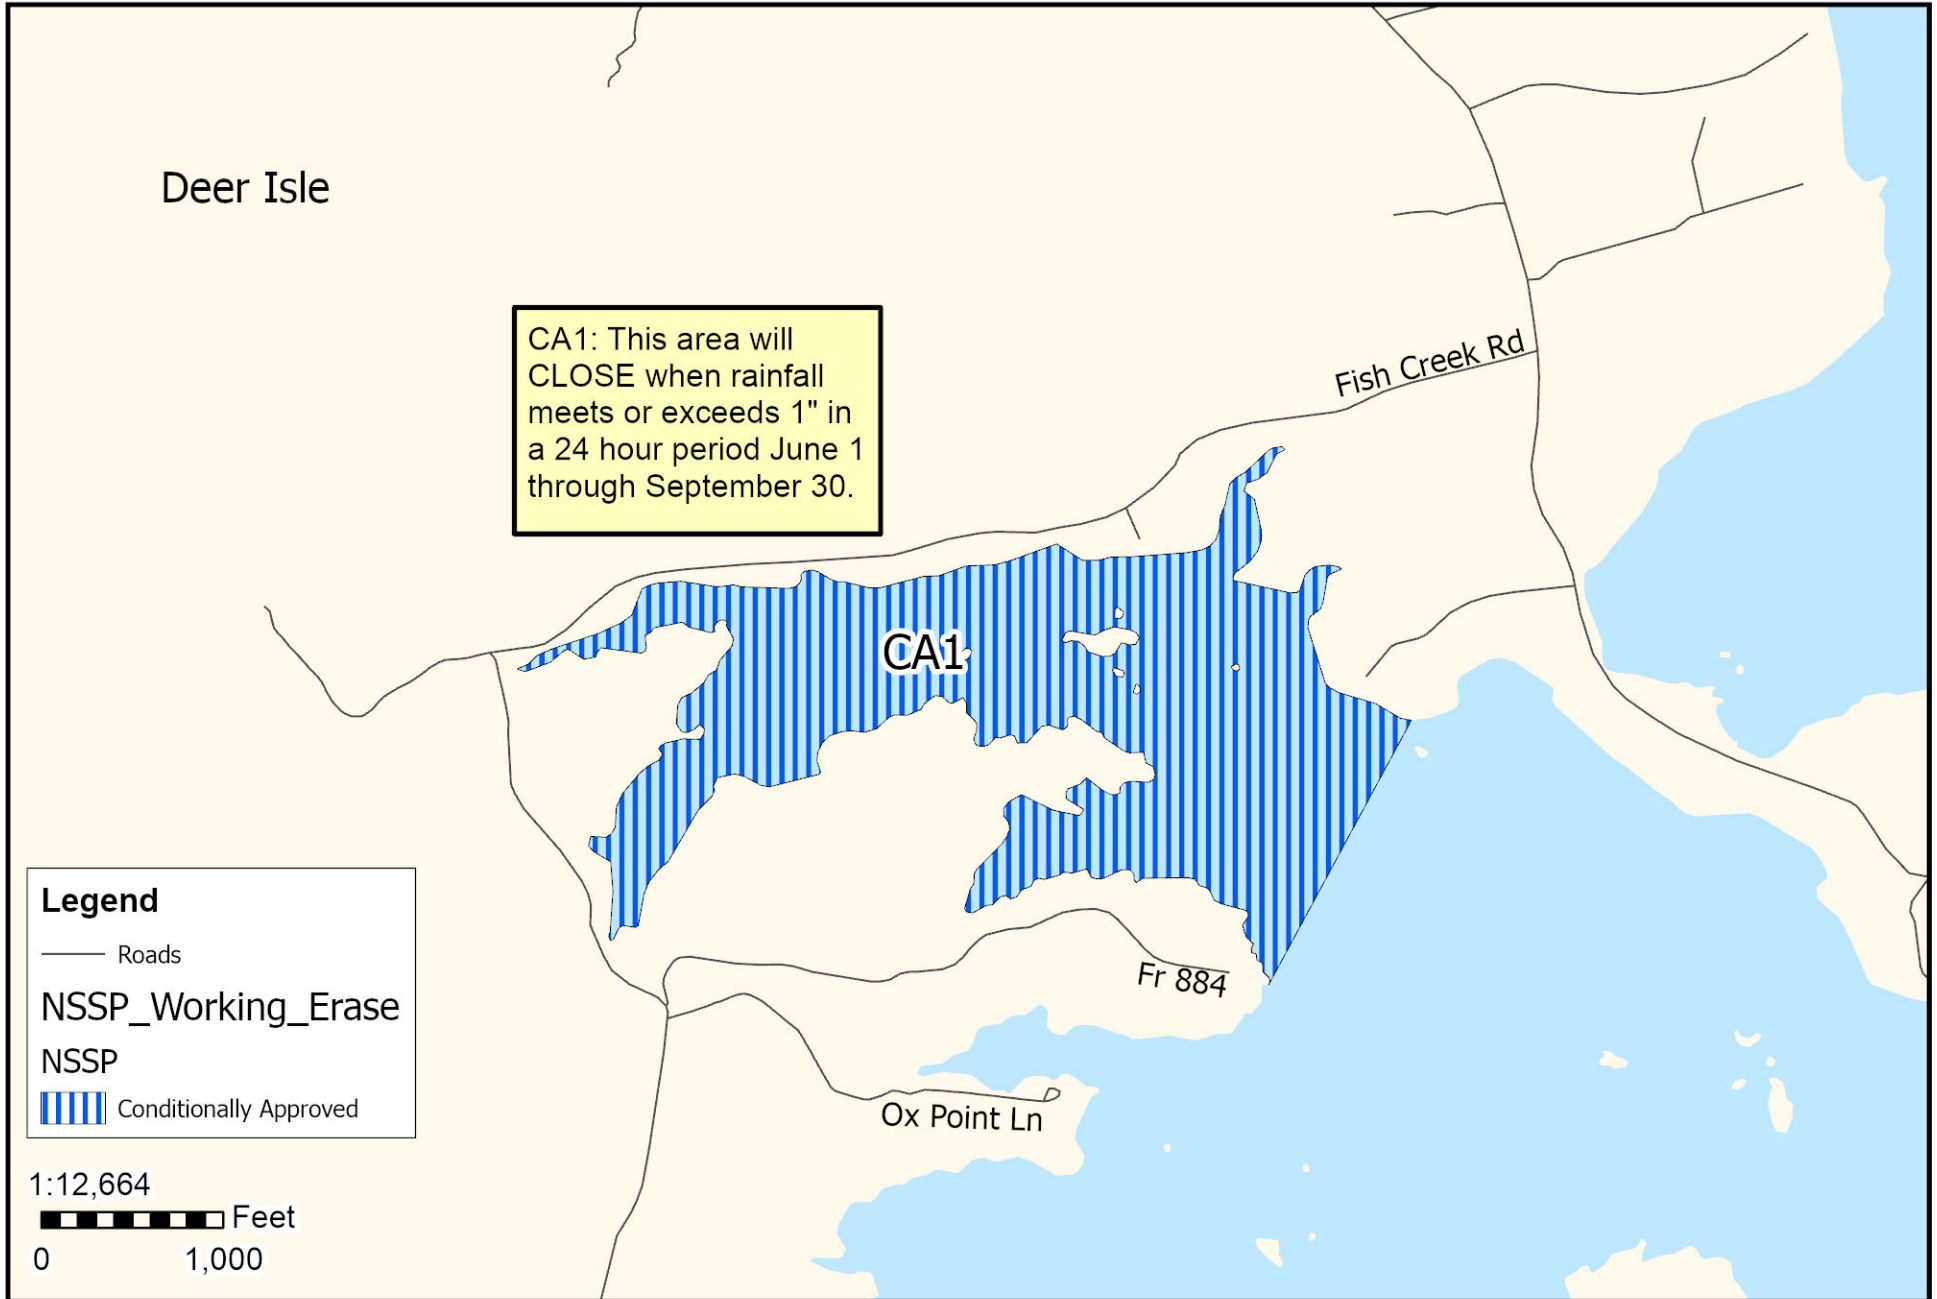 Deer Isle
CA1: This area will
CLOSE when rainfall
meets or exceeds 1" in
a 24 hour period June 1
through September 30.
Fish Creek Rd
CA1
Fr 884
Ox Point Ln
Legend
Roads
NSSP_Working_Erase
NSSP
Conditionally Approved
1:12,664
Feet
0 1,000